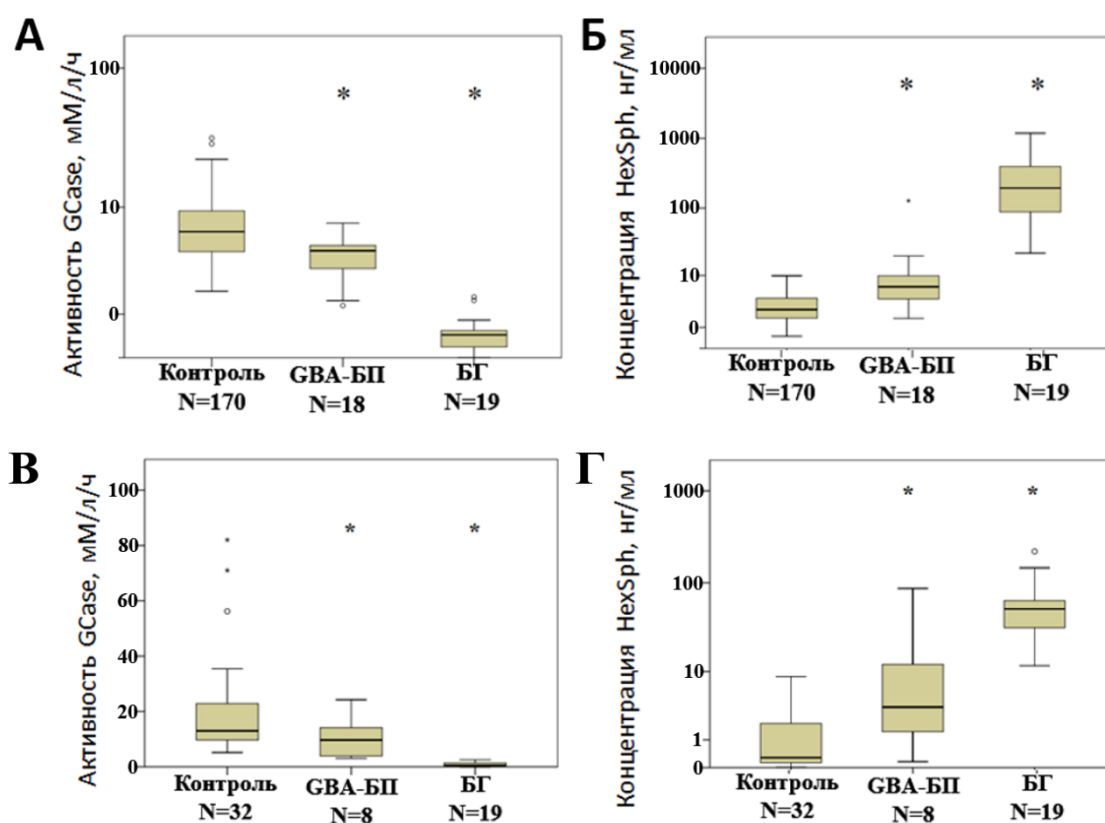 А
Активность GCase, мМ/л/ч
100
10
0
Контроль GBA-БП БГ
N=170 N=18 N=19
Б
Концентрация HexSph, нг/мл
10000
1000
100
10
0
* *
* *
Контроль GBA-БП БГ
N=170 N=18 N=19
В
Активность GCase, мМ/л/ч
100
80
60
40
20
0
* *
Контроль GBA-БП БГ
N=32 N=8 N=19
Г
Концентрация HexSph, нг/мл
1000
100
10
1
0
* *
Контроль GBA-БП БГ
N=32 N=8 N=19